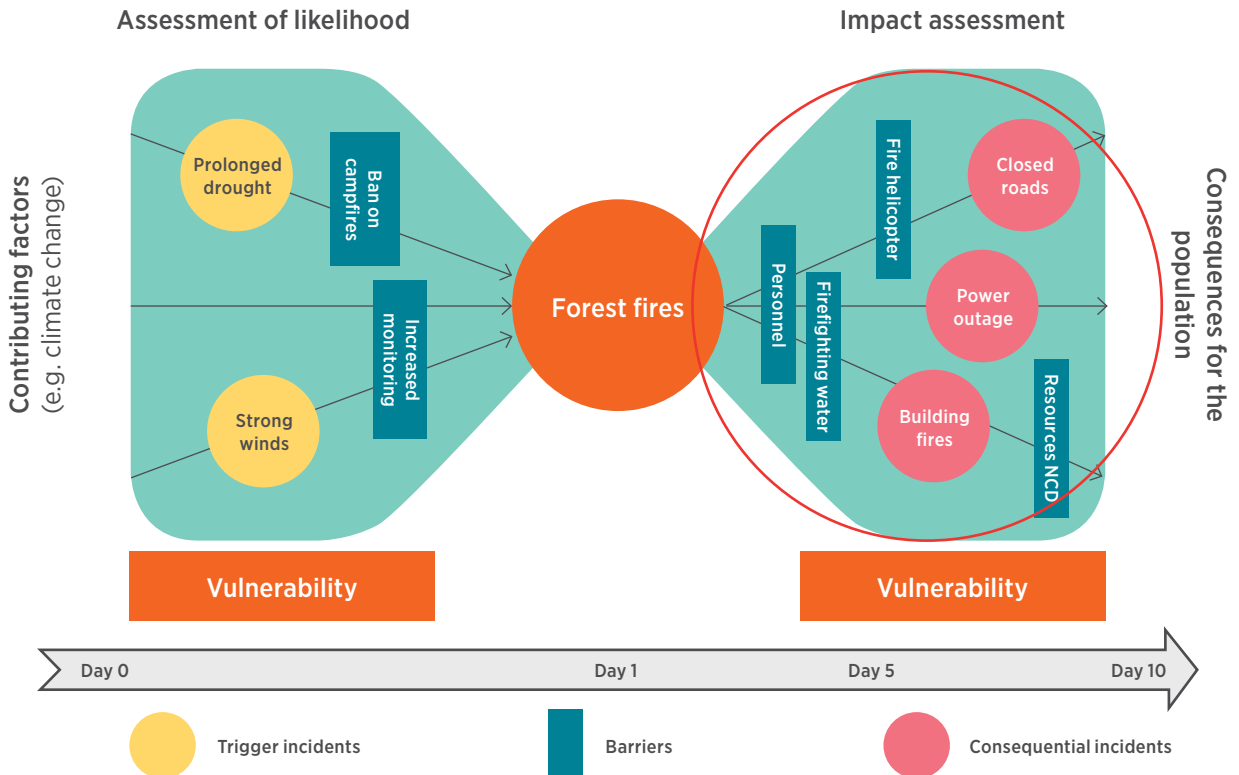 Assessment of likelihood
Impact assessment
Contributing factors
(e.g. climate change)
Prolonged
drought
Ban on
campfires
Increased
monitoring
Strong
winds
Forest fires
Personnel
Firefighting water
Fire helicopter
Closed
roads
Power
outage
Building
fires
Resources NCD
Consequences for the
population
Vulnerability
Vulnerability
Day 0
Day 1
Day 5
Day 10
Trigger incidents
Barriers
Consequential incidents